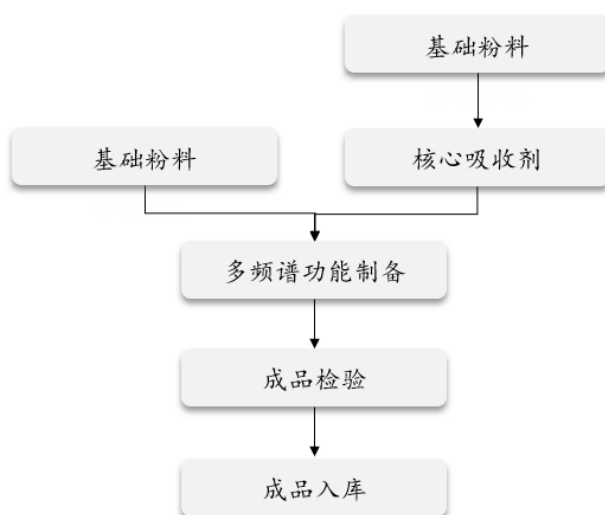 基础粉料
基础粉料
核心吸收剂
多频谱功能制备
成品检验
成品入库